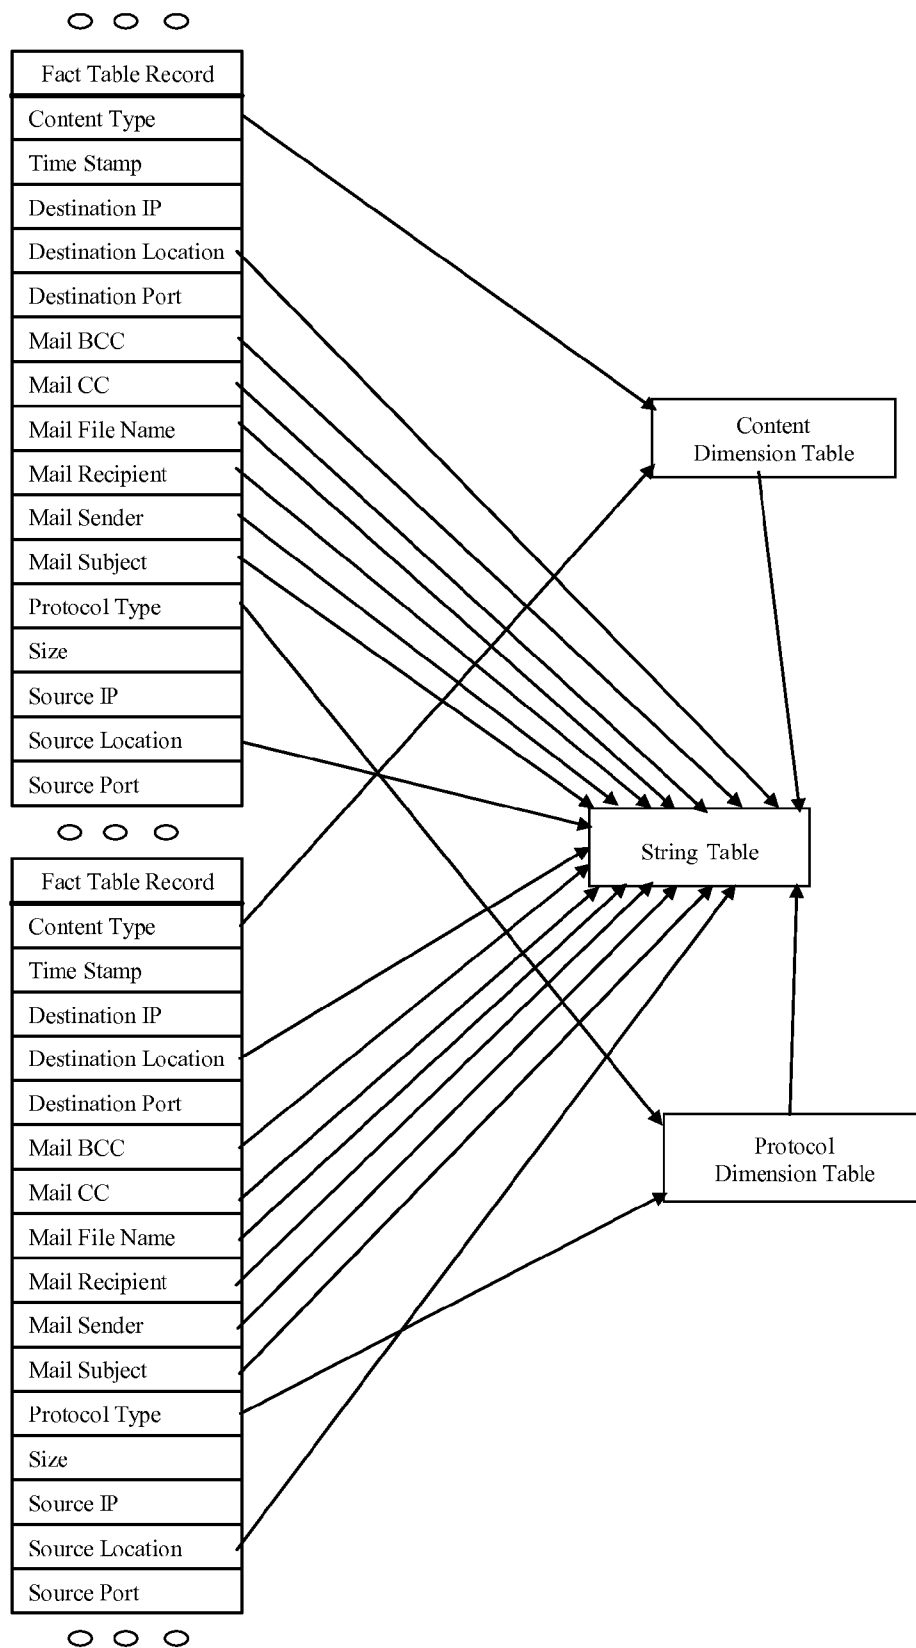 Fact Table Record
Content Type
Time Stamp
Destination IP
Destination Location
Destination Port
Mail BCC
Mail CC
Mail File Name
Mail Recipient
Mail Sender
Mail Subject
Protocol Type
Size
Source IP
Source Location
Source Port
Fact Table Record
Content Type
Time Stamp
Destination IP
Destination Location
Destination Port
Mail BCC
Mail CC
Mail File Name
Mail Recipient
Mail Sender
Mail Subject
Protocol Type
Size
Source IP
Source Location
Source Port
Content
Dimension Table
String Table
Protocol
Dimension Table